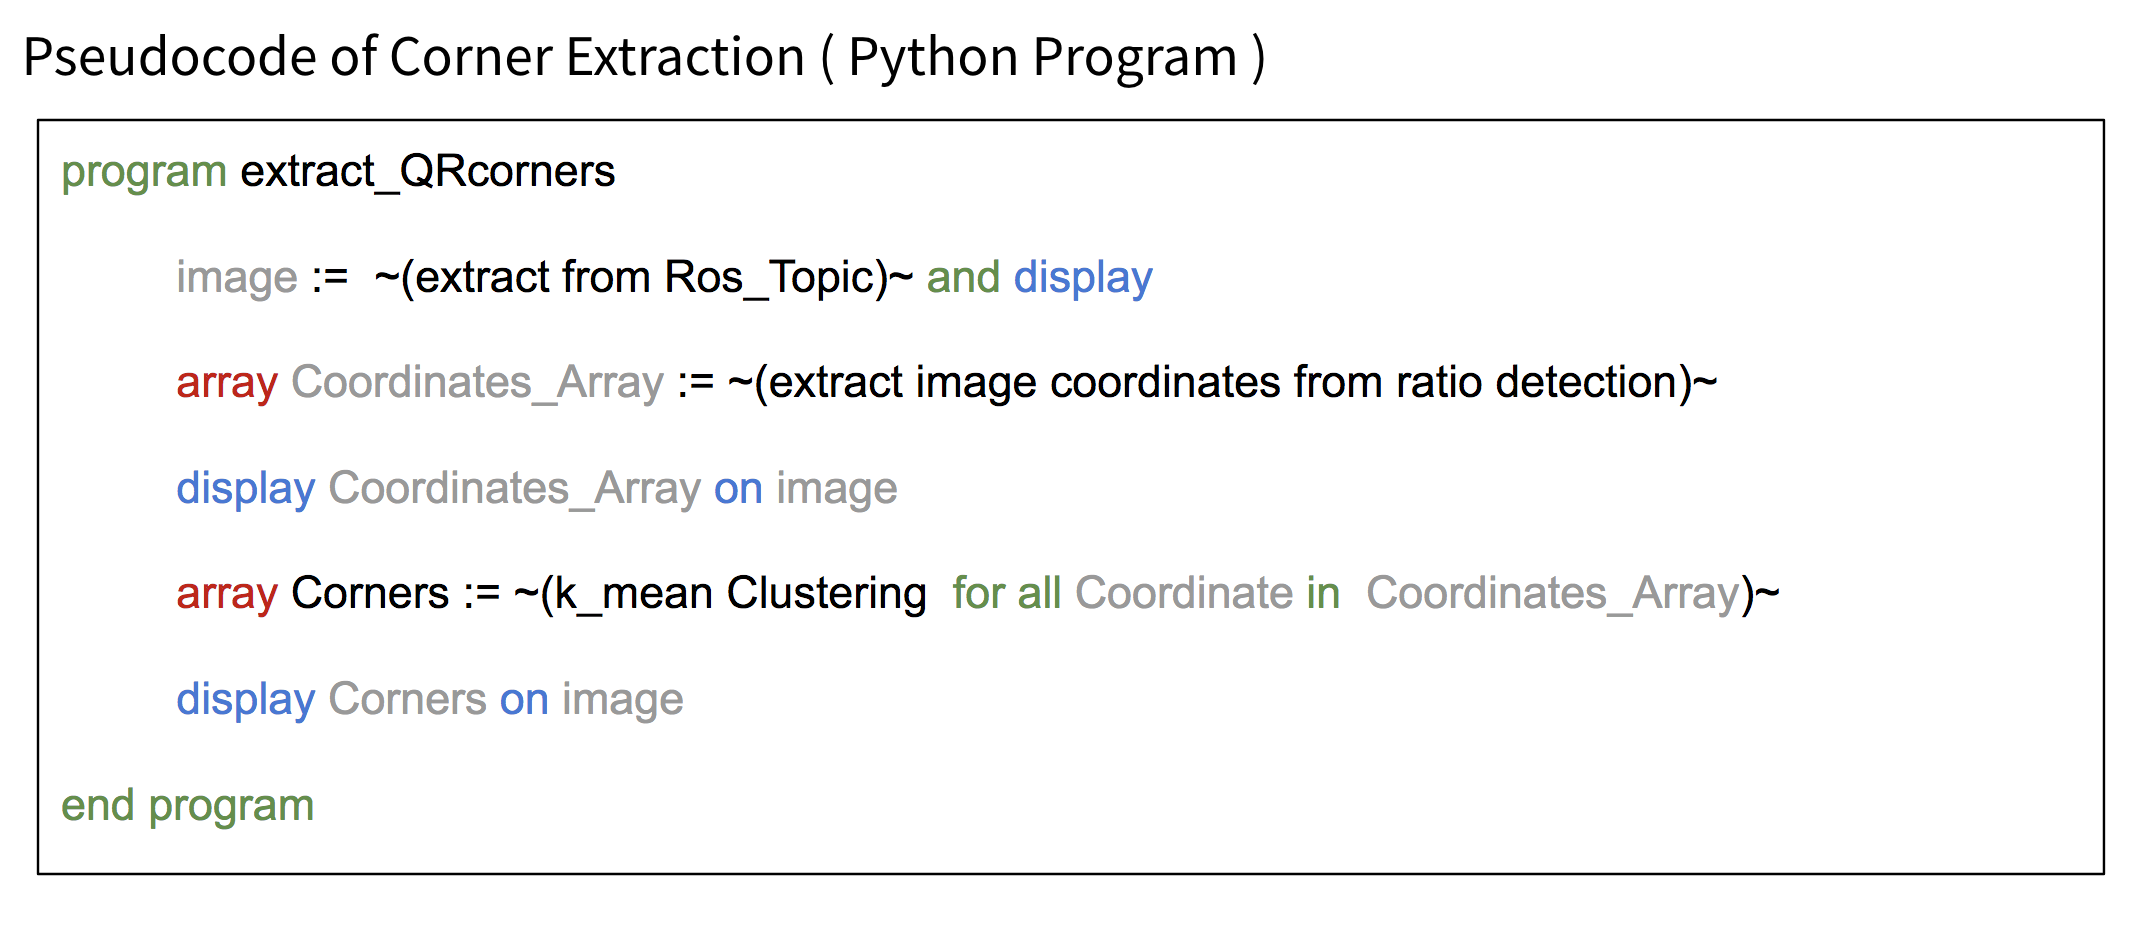 Pseudocode of Corner Extraction ( Python Program )
program extract_QRcorners
image := ~(extract from Ros_Topic)~ and display
array Coordinates_Array := ~(extract image coordinates from ratio detection)~
display Coordinates_Array on image
array Corners := ~(k_mean Clustering for all Coordinate in Coordinates_Array)~
display Corners on image
end program